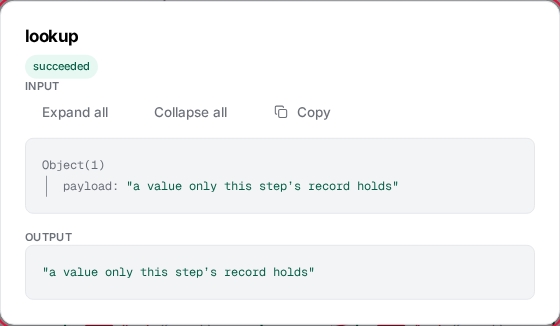 lookup
succeeded
INPUT
Expand all Collapse all Copy
Object(1)
payload: "a value only this step's record holds"
OUTPUT
"a value only this step's record holds"